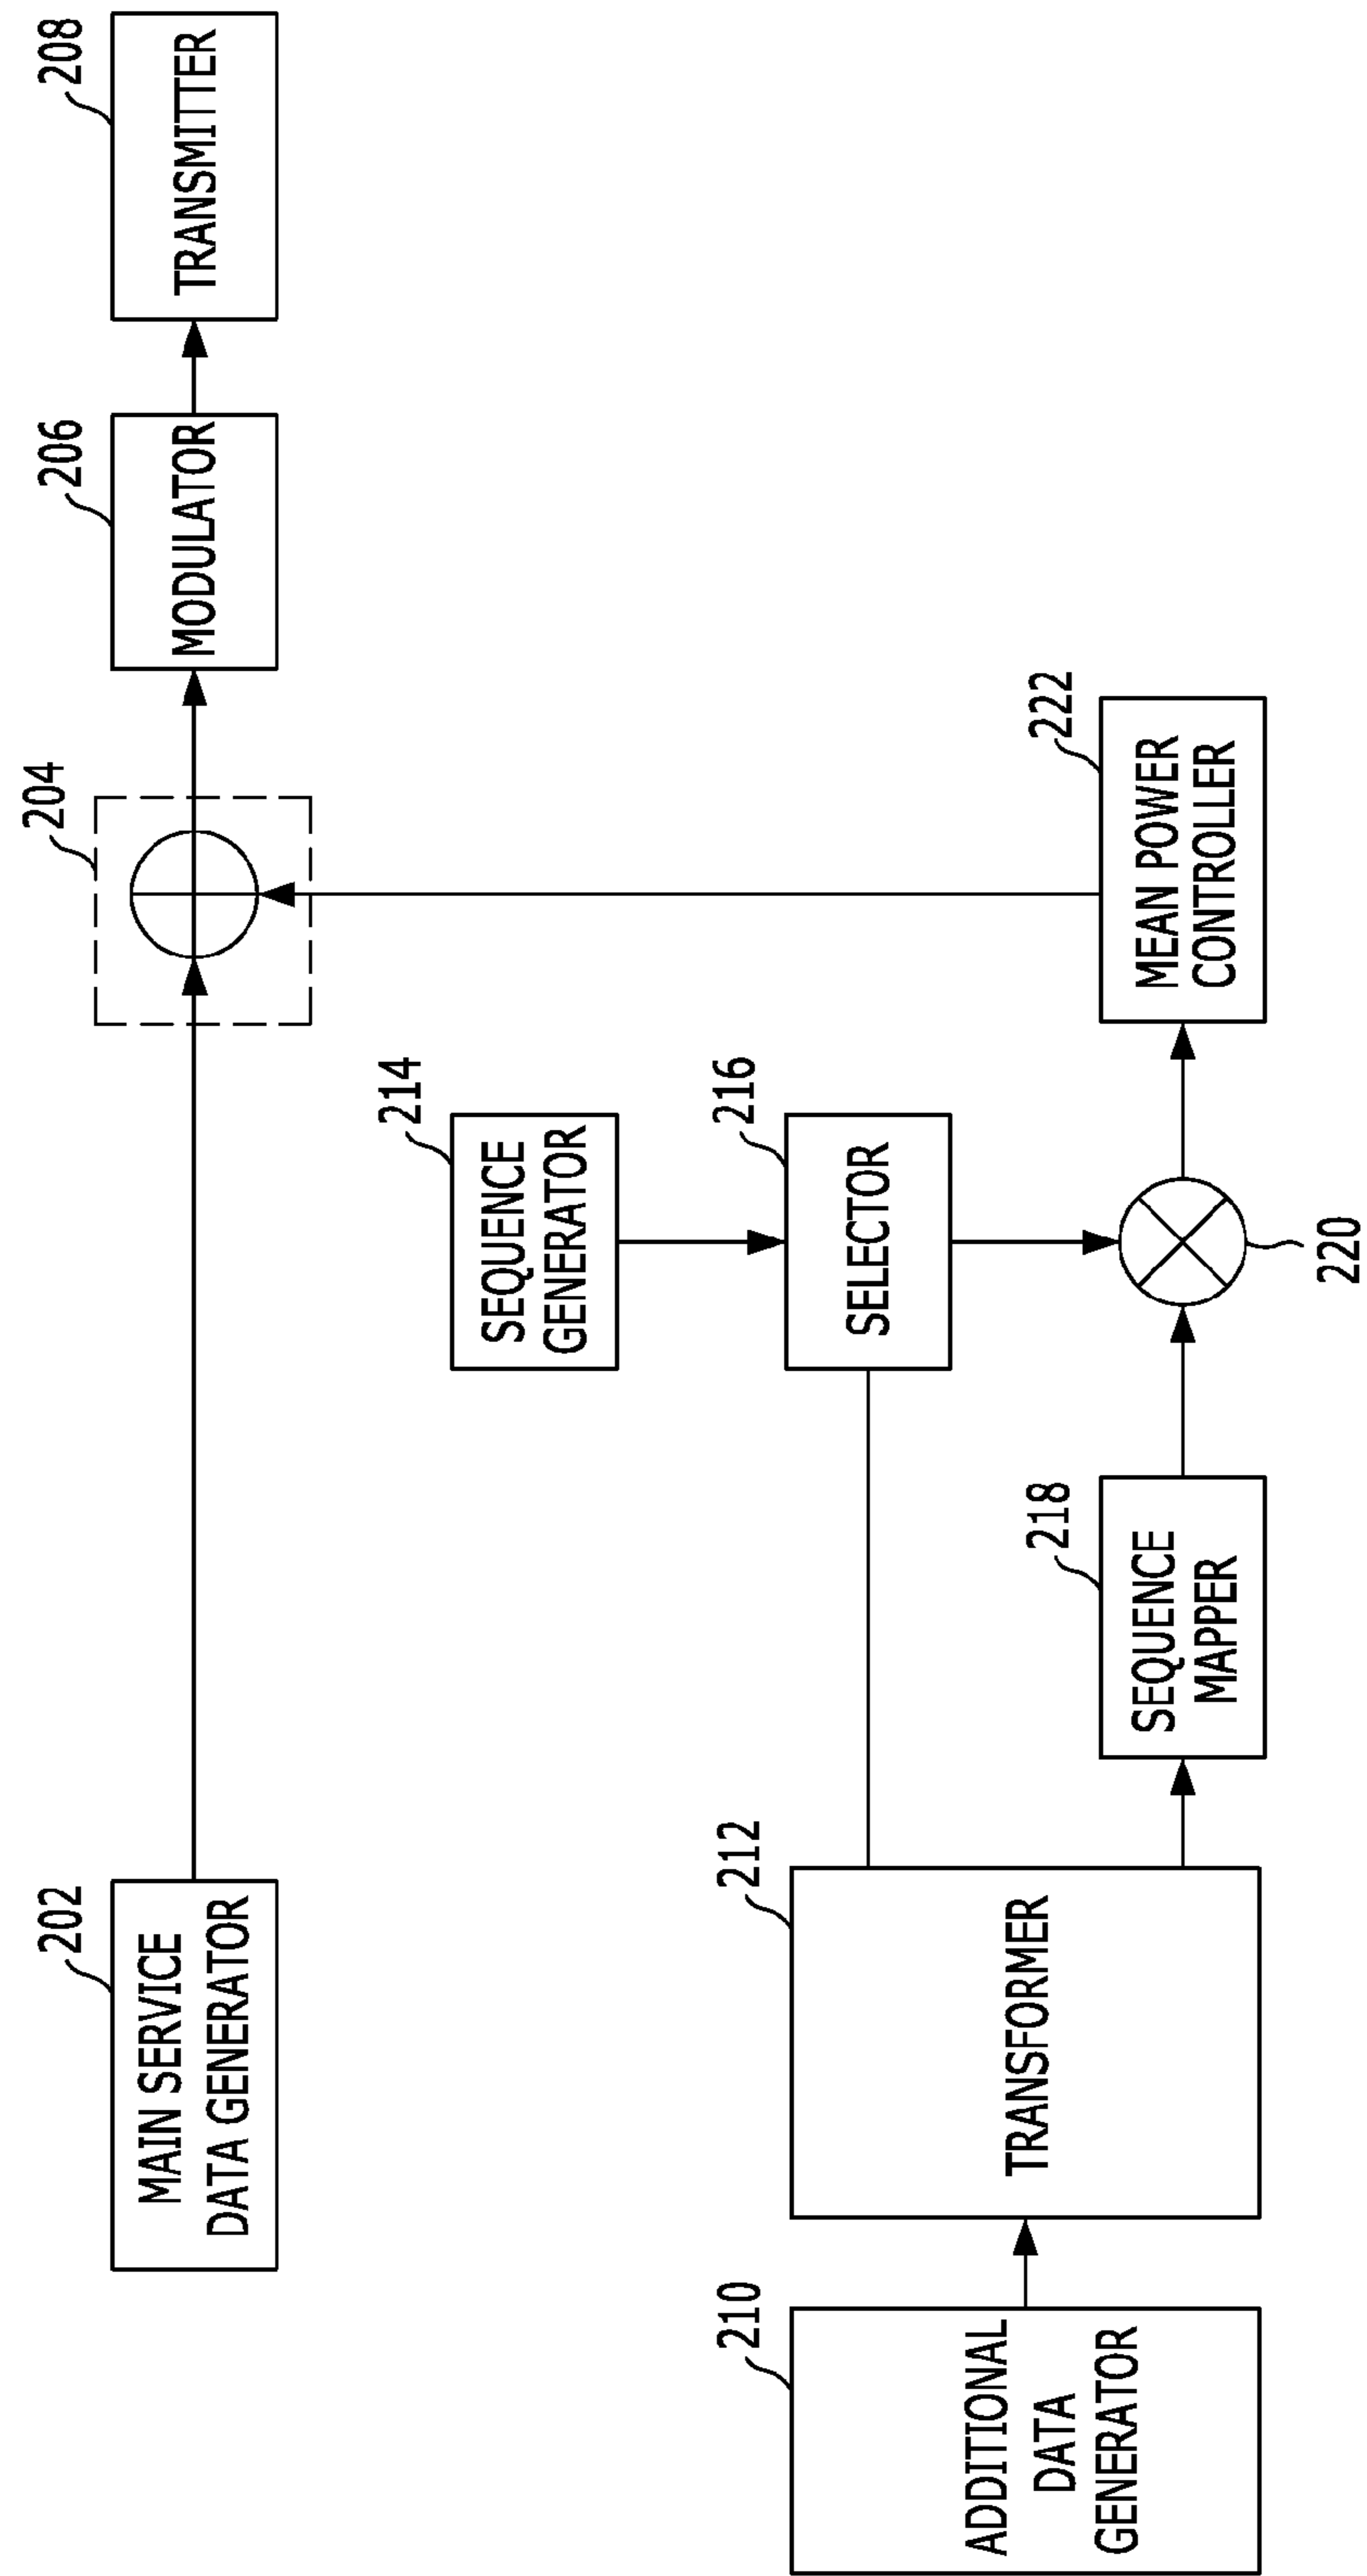 202
MAIN SERVICE
DATA GENERATOR
204
206
MODULATOR
208
TRANSMITTER
214
SEQUENCE
GENERATOR
210
ADDITIONAL
DATA
GENERATOR
212
TRANSFORMER
216
SELECTOR
218
SEQUENCE
MAPPER
220
222
MEAN POWER
CONTROLLER